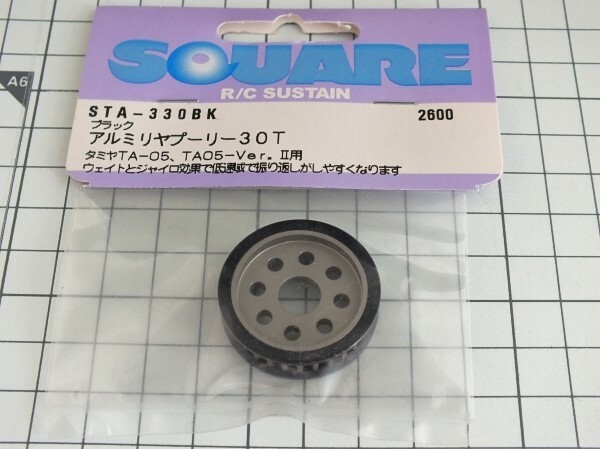 SQUARE
R/C SUSTAIN
STA-330BK 2600
ブラック
アルミリヤプーリー30T
タミヤTA-05、TA05-Ver.Ⅱ用
ウェイトとジャイロ効果で低速域で振り返しがしやすくなります
A6